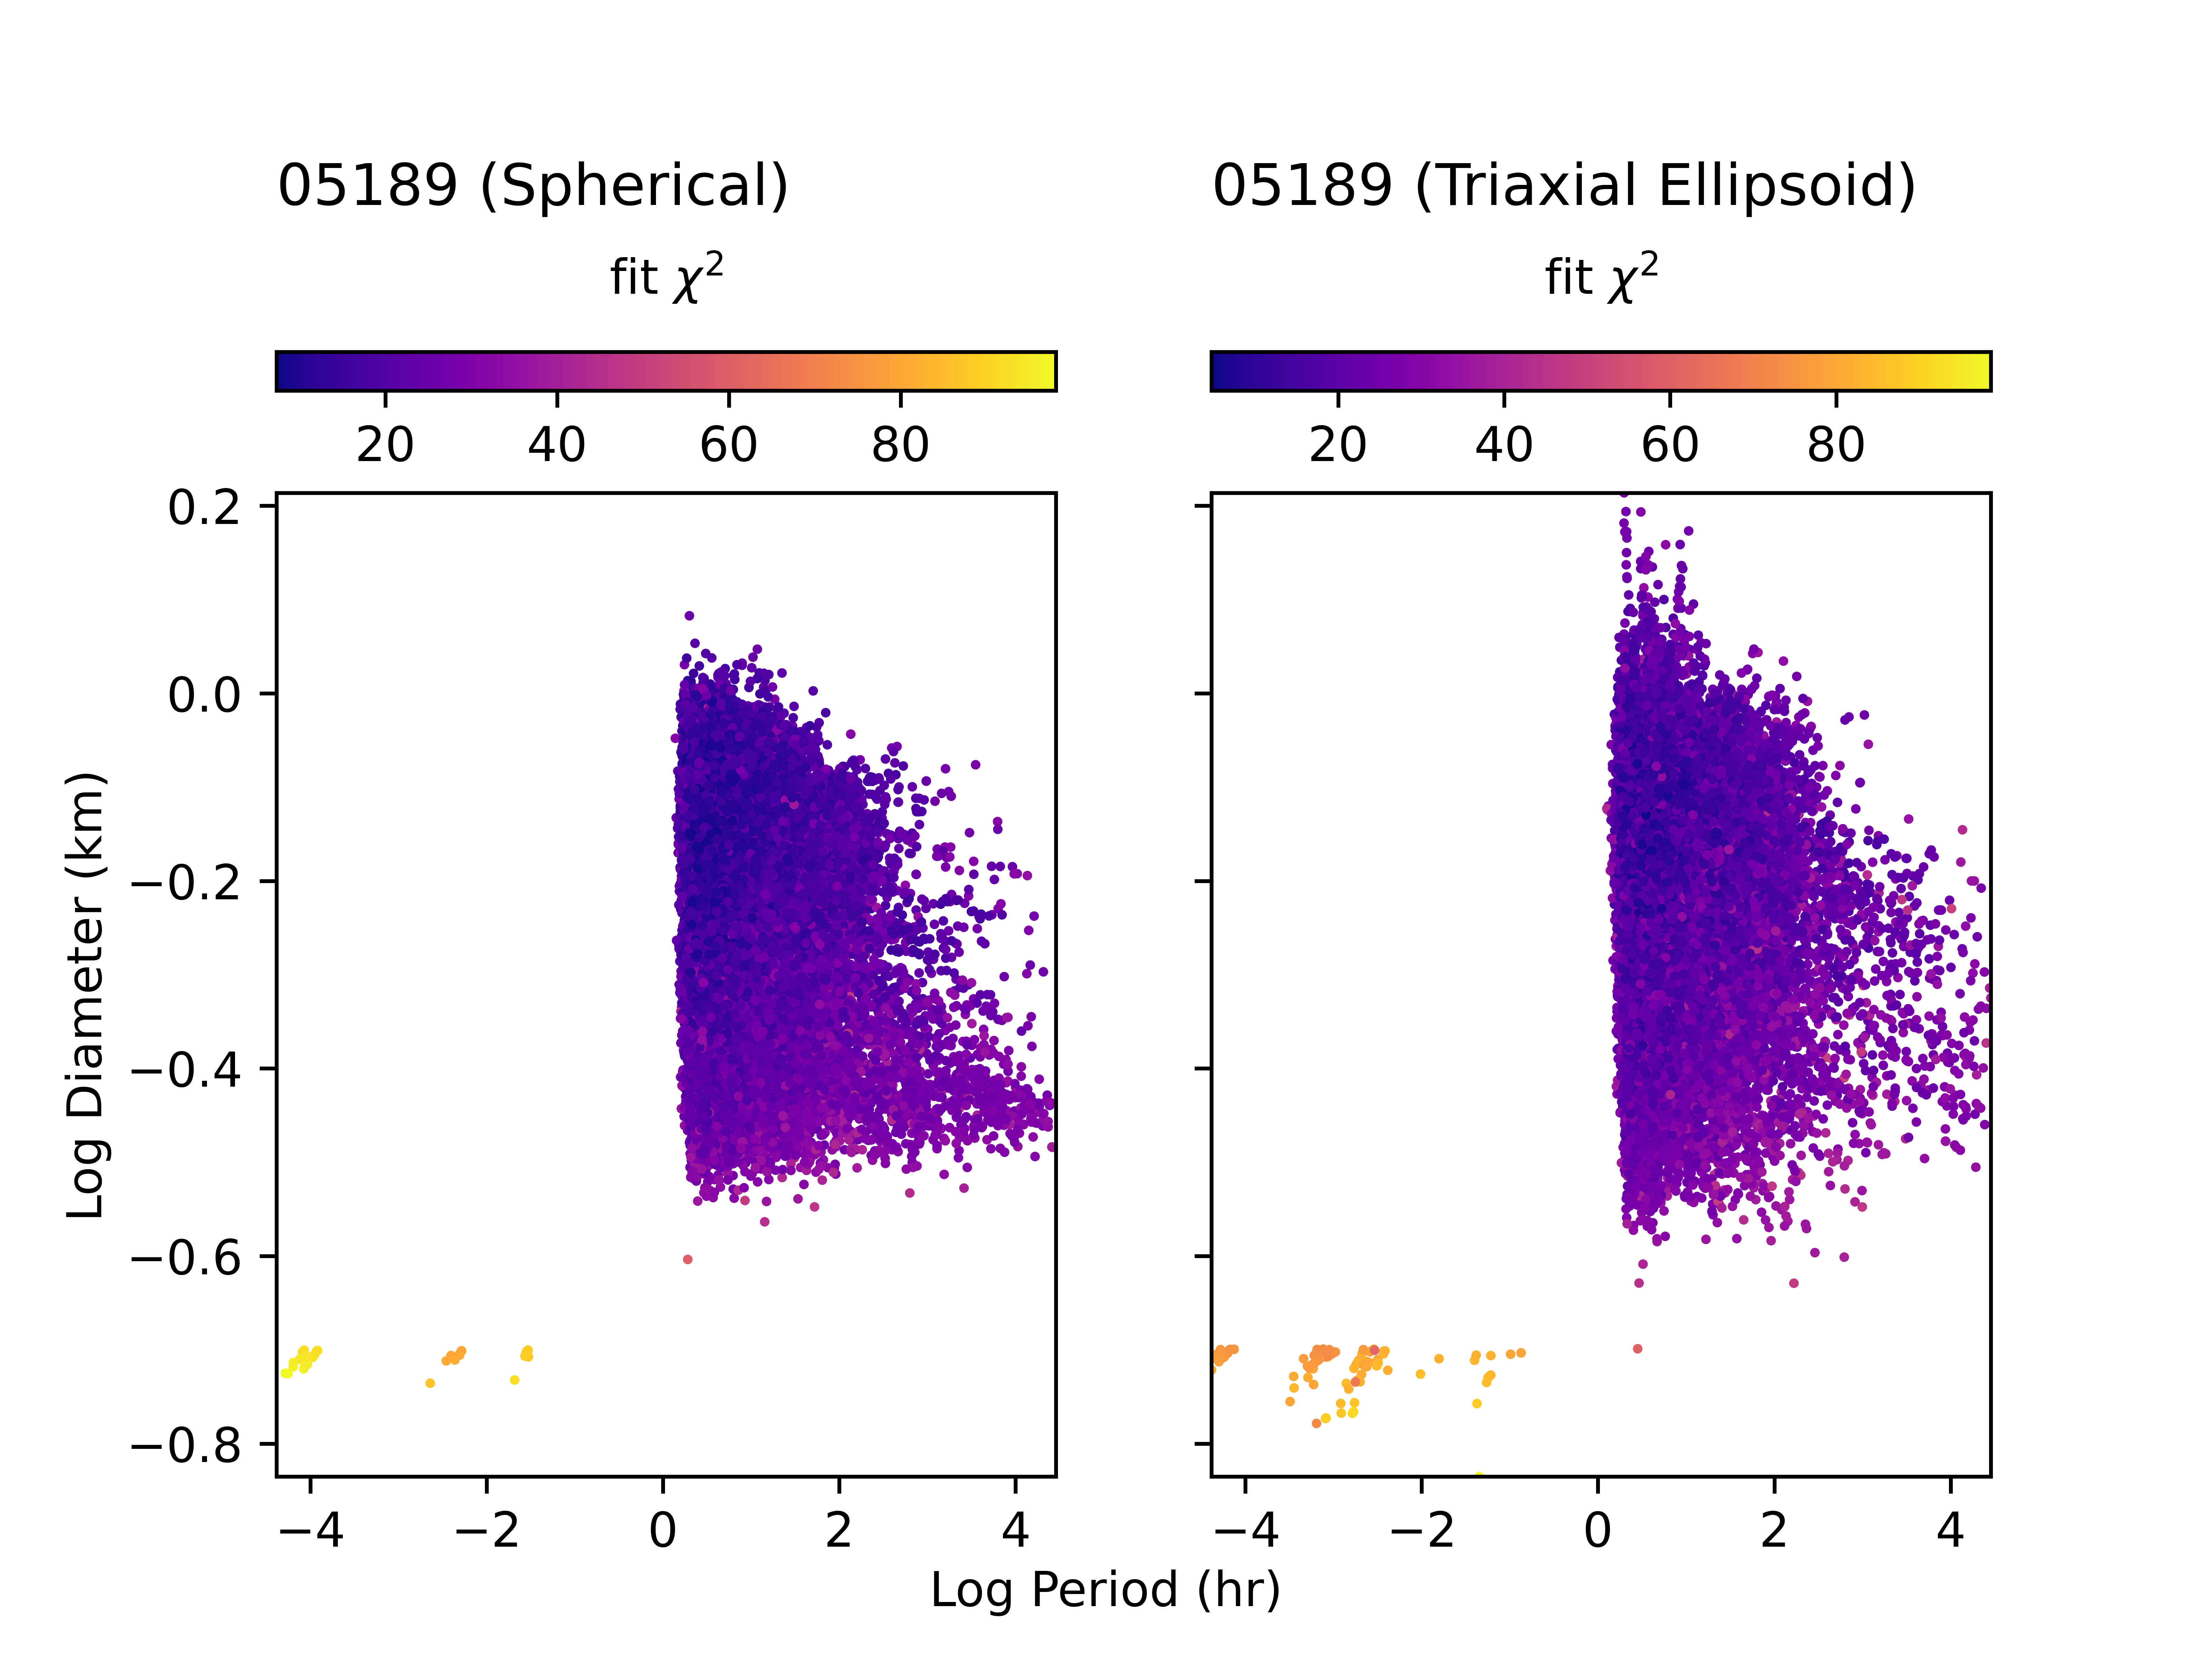 05189 (Spherical)
05189 (Triaxial Ellipsoid)
fit χ²
fit χ²
20 40 60 80
20 40 60 80
0.2
0.0
−0.2
−0.4
−0.6
−0.8
Log Diameter (km)
−4 −2 0 2 4
−4 −2 0 2 4
Log Period (hr)